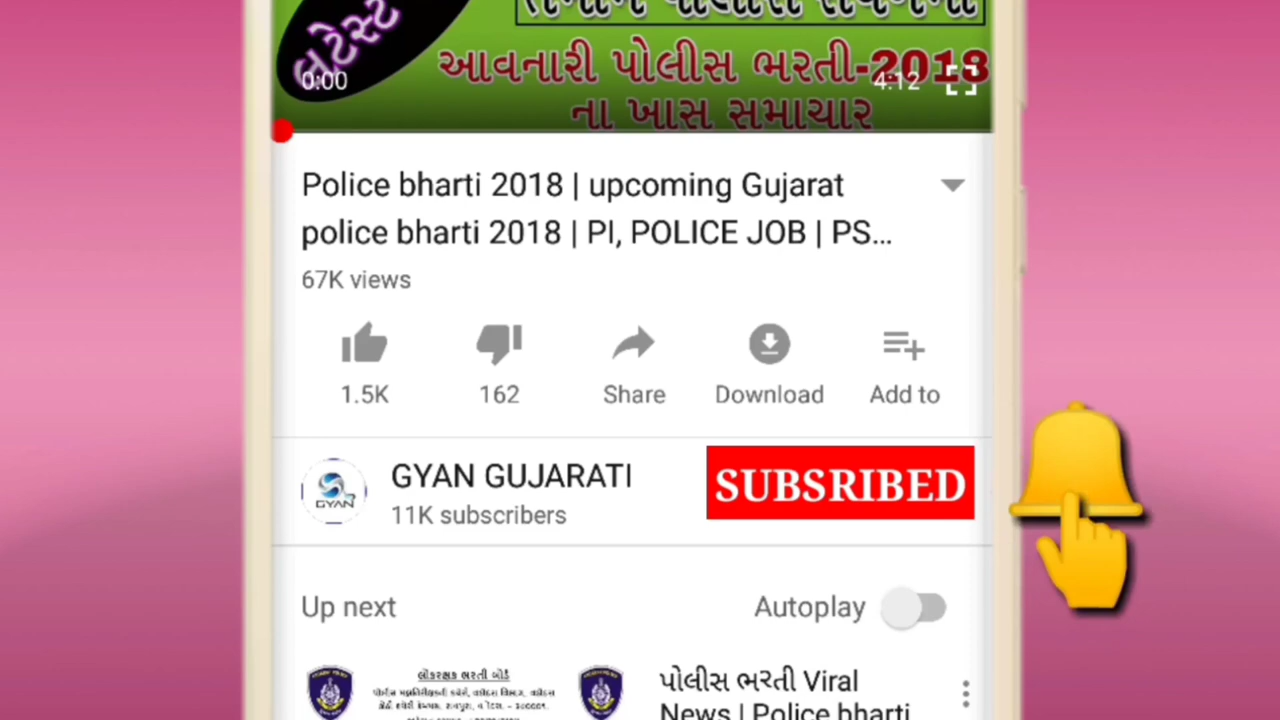 લેટેસ્ટ
તમામ પોલીસ
આવનારી પોલીસ ભરતી-2018
0:00
4:12
ના ખાસ સમાચાર
Police bharti 2018 | upcoming Gujarat
police bharti 2018 | PI, POLICE JOB | PS...
67K views
1.5K
162
Share
Download
Add to
GYAN
GYAN GUJARATI
SUBSRIBED
11K subscribers
Up next
Autoplay
લોકરક્ષક ભરતી બોર્ડ
પોલીસ ભરતી Viral
News | Police bharti